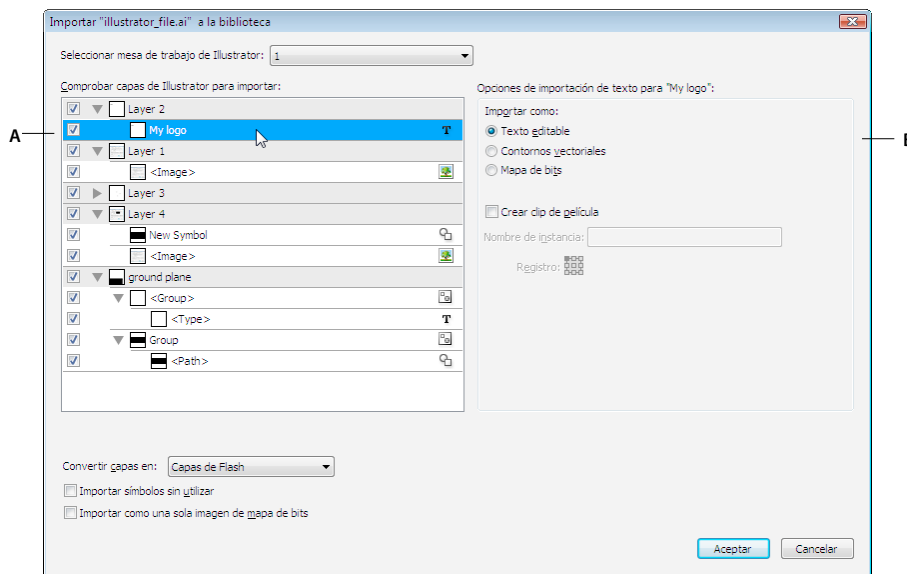 Importar "illustrator_file.ai" a la biblioteca
Seleccionar mesa de trabajo de Illustrator: 1
Comprobar capas de Illustrator para importar:
Layer 2
My logo T
Layer 1
<Image>
Layer 3
Layer 4
New Symbol
<Image>
ground plane
<Group>
<Type> T
Group
<Path>
A
Opciones de importación de texto para "My logo":
Importar como:
Texto editable
Contornos vectoriales
Mapa de bits
Crear clip de película
Nombre de instancia:
Registro:
Convertir capas en: Capas de Flash
Importar símbolos sin utilizar
Importar como una sola imagen de mapa de bits
Aceptar Cancelar